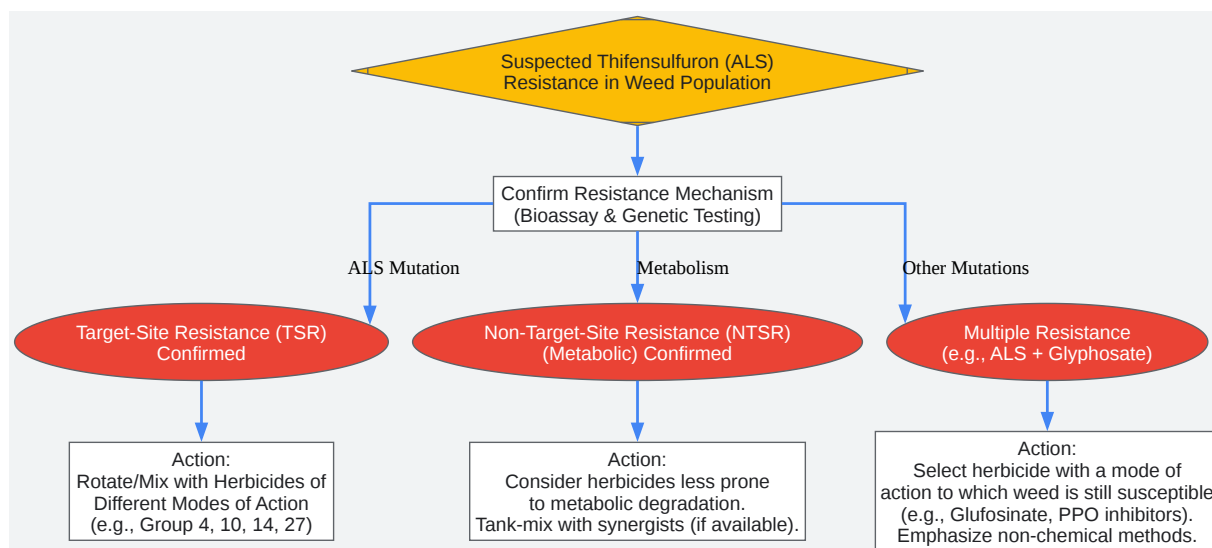 Suspected Thifensulfuron (ALS)
Resistance in Weed Population
Confirm Resistance Mechanism
(Bioassay & Genetic Testing)
ALS Mutation
Metabolism
Other Mutations
Target-Site Resistance (TSR)
Confirmed
Non-Target-Site Resistance (NTSR)
(Metabolic) Confirmed
Multiple Resistance
(e.g., ALS + Glyphosate)
Action:
Rotate/Mix with Herbicides of
Different Modes of Action
(e.g., Group 4, 10, 14, 27)
Action:
Consider herbicides less prone
to metabolic degradation.
Tank-mix with synergists (if available).
Action:
Select herbicide with a mode of
action to which weed is still susceptible
(e.g., Glufosinate, PPO inhibitors).
Emphasize non-chemical methods.